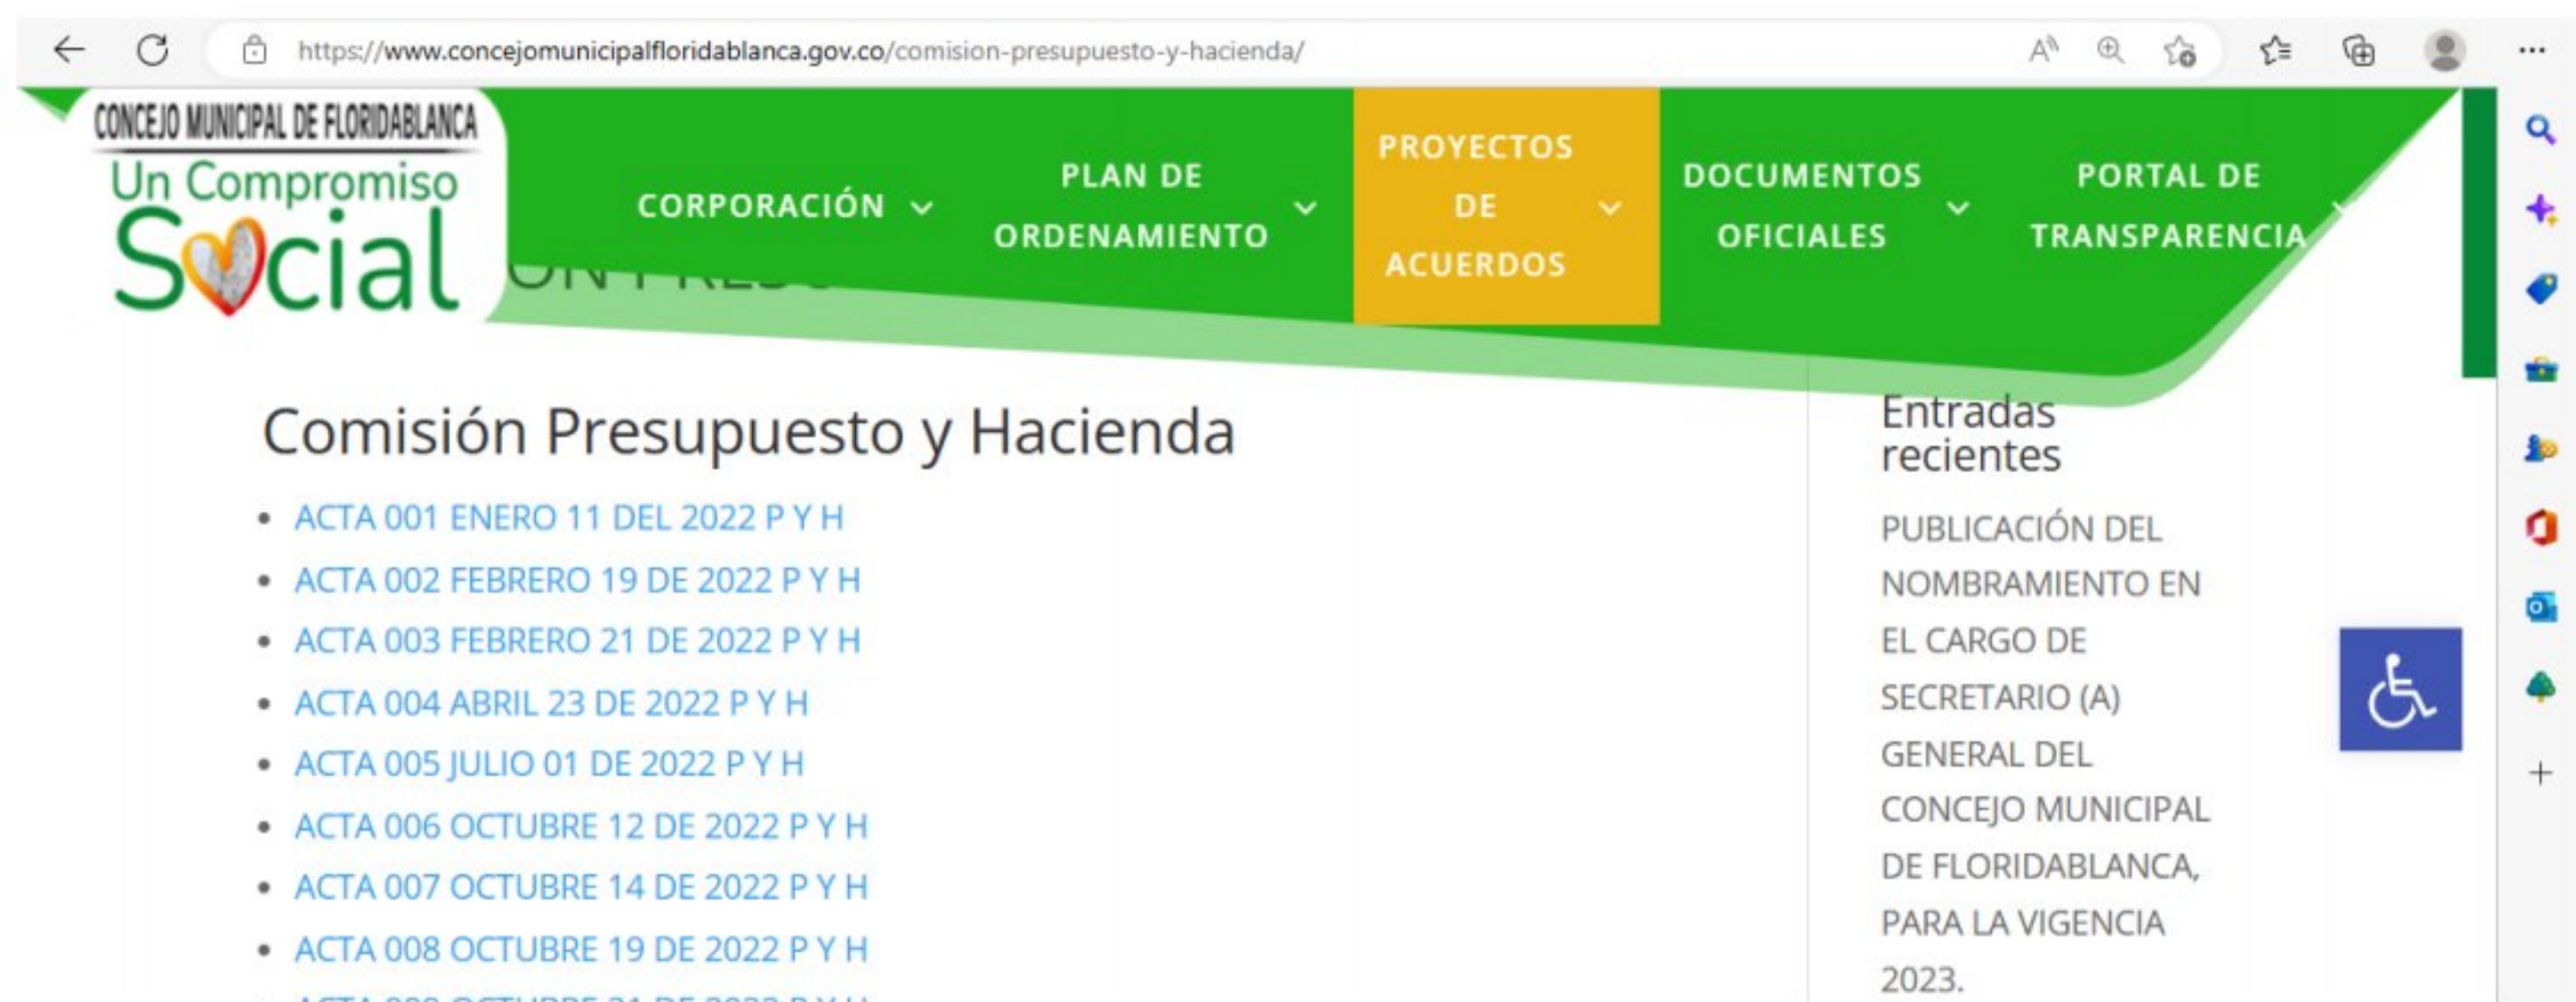 https://www.concejomunicipalfloridablanca.gov.co/comision-presupuesto-y-hacienda/
CONCEJO MUNICIPAL DE FLORIDABLANCA
Un Compromiso
Social
CORPORACIÓN
PLAN DE
ORDENAMIENTO
PROYECTOS
DE
ACUERDOS
DOCUMENTOS
OFICIALES
PORTAL DE
TRANSPARENCIA
Comisión Presupuesto y Hacienda
• ACTA 001 ENERO 11 DEL 2022 P Y H
• ACTA 002 FEBRERO 19 DE 2022 P Y H
• ACTA 003 FEBRERO 21 DE 2022 P Y H
• ACTA 004 ABRIL 23 DE 2022 P Y H
• ACTA 005 JULIO 01 DE 2022 P Y H
• ACTA 006 OCTUBRE 12 DE 2022 P Y H
• ACTA 007 OCTUBRE 14 DE 2022 P Y H
• ACTA 008 OCTUBRE 19 DE 2022 P Y H
Entradas
recientes
PUBLICACIÓN DEL
NOMBRAMIENTO EN
EL CARGO DE
SECRETARIO (A)
GENERAL DEL
CONCEJO MUNICIPAL
DE FLORIDABLANCA,
PARA LA VIGENCIA
2023.